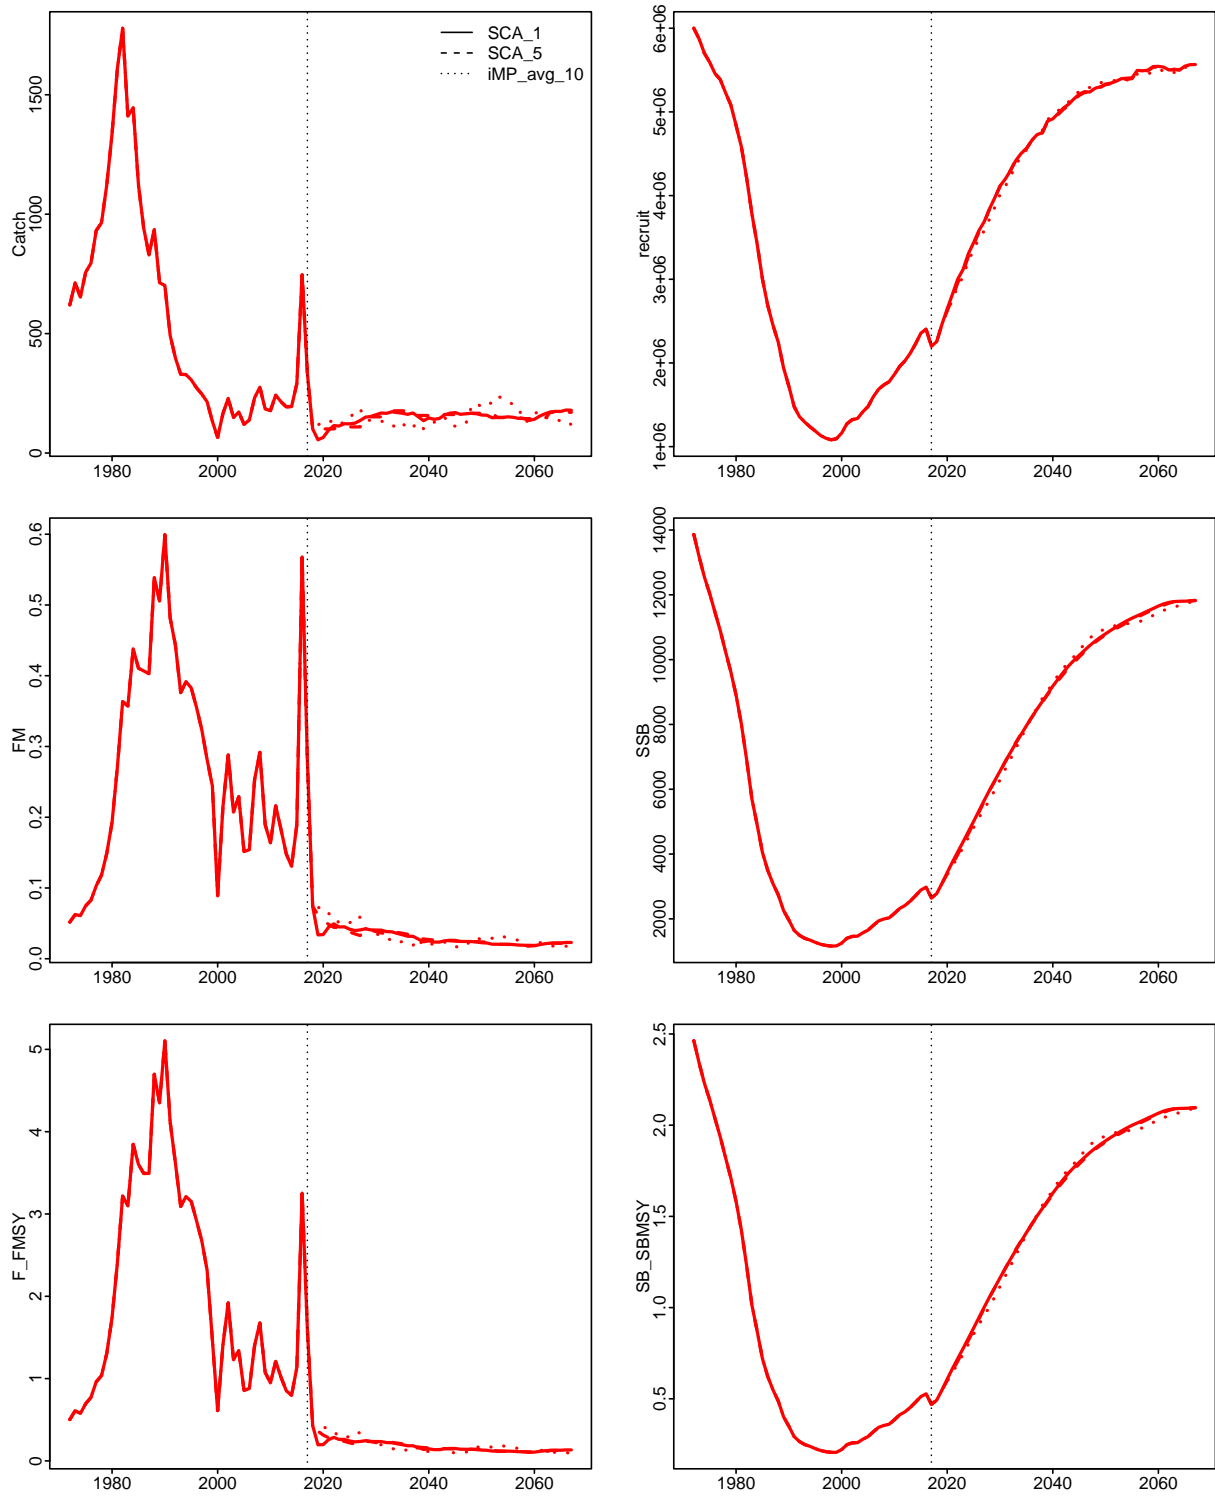 SCA_1
SCA_5
iMP_avg_10
Catch
0 500 1000 1500
1980 2000 2020 2040 2060
recruit
1e+06 2e+06 3e+06 4e+06 5e+06 6e+06
1980 2000 2020 2040 2060
FM
0.0 0.1 0.2 0.3 0.4 0.5 0.6
1980 2000 2020 2040 2060
SSB
2000 4000 6000 8000 10000 12000 14000
1980 2000 2020 2040 2060
F_FMSY
0 1 2 3 4 5
1980 2000 2020 2040 2060
SB_SBMSY
0.5 1.0 1.5 2.0 2.5
1980 2000 2020 2040 2060